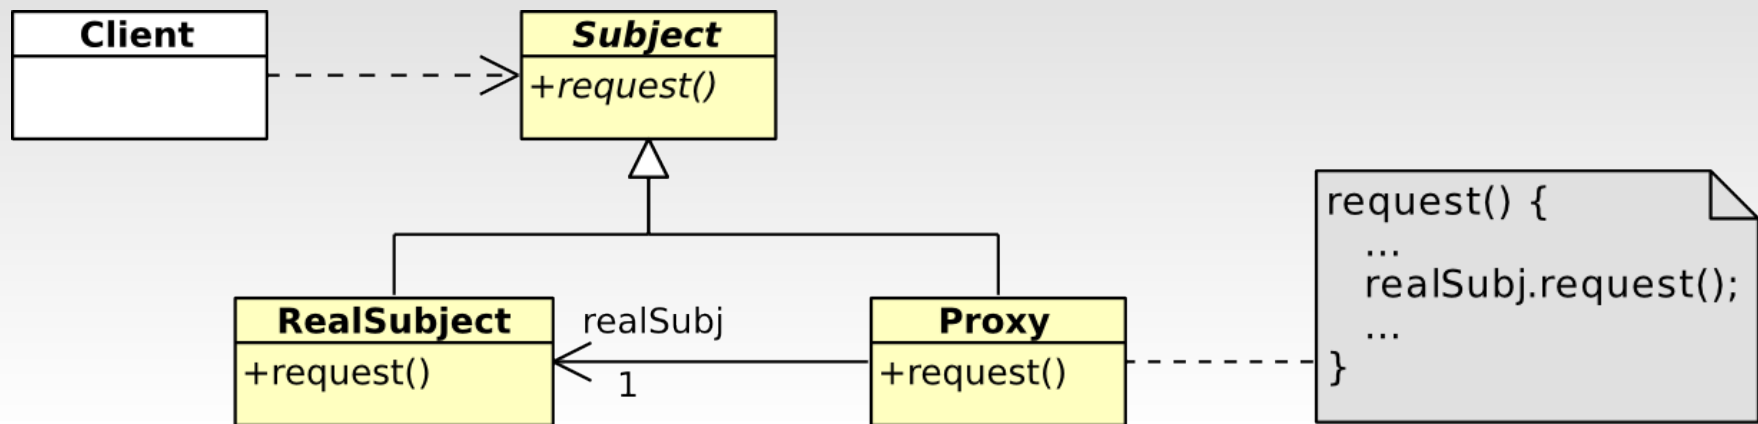 Client
Subject
+request()
RealSubject
+request()
realSubj
1
Proxy
+request()
request() {
...
realSubj.request();
...
}